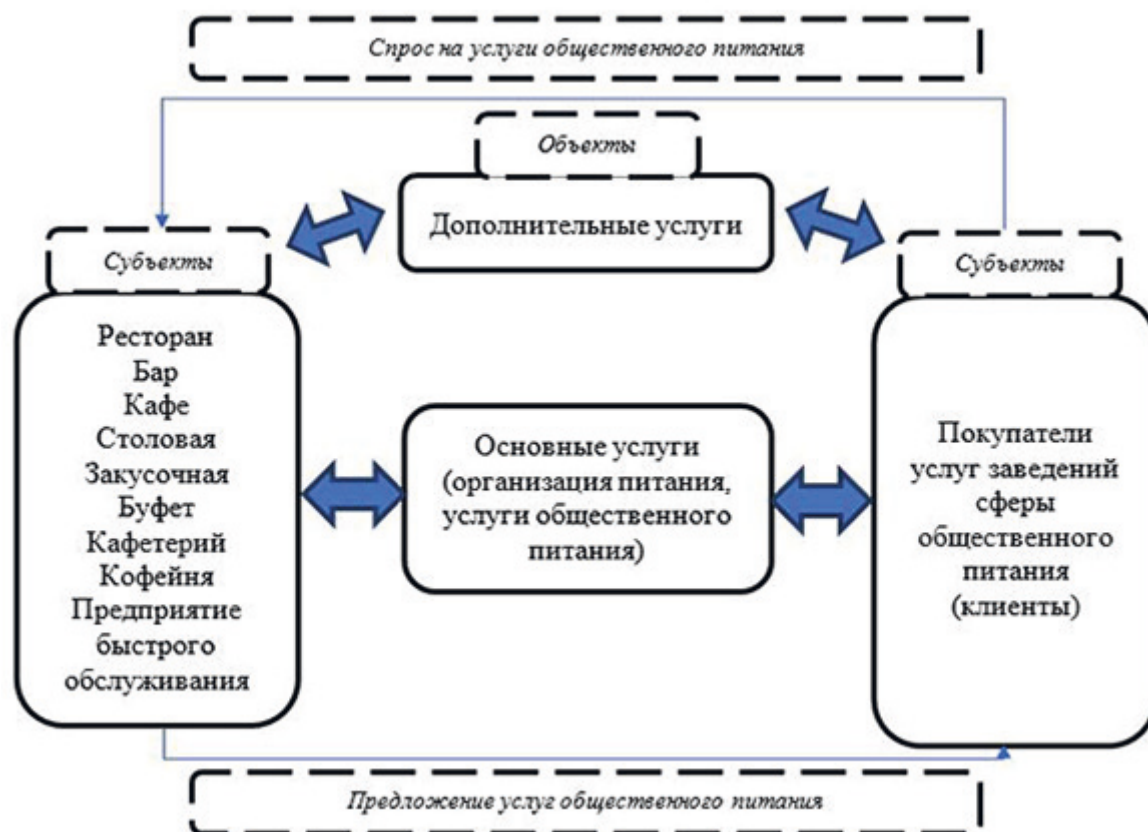 Спрос на услуги общественного питания
Объекты
Дополнительные услуги
Субъекты
Ресторан
Бар
Кафе
Столовая
Закусочная
Буфет
Кафетерий
Кофейня
Предприятие
быстрого
обслуживания
Основные услуги
(организация питания,
услуги общественного
питания)
Субъекты
Покупатели
услуг заведений
сферы
общественного
питания
(клиенты)
Предложение услуг общественного питания